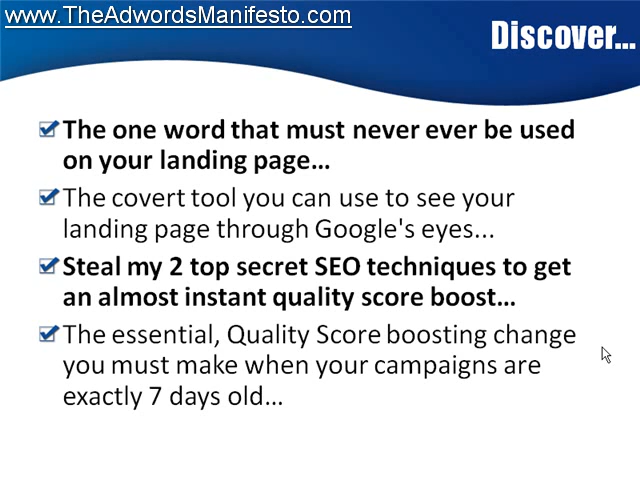 www.TheAdwordsManifesto.com
Discover...
The one word that must never ever be used
on your landing page...
The covert tool you can use to see your
landing page through Google's eyes...
Steal my 2 top secret SEO techniques to get
an almost instant quality score boost...
The essential, Quality Score boosting change
you must make when your campaigns are
exactly 7 days old...